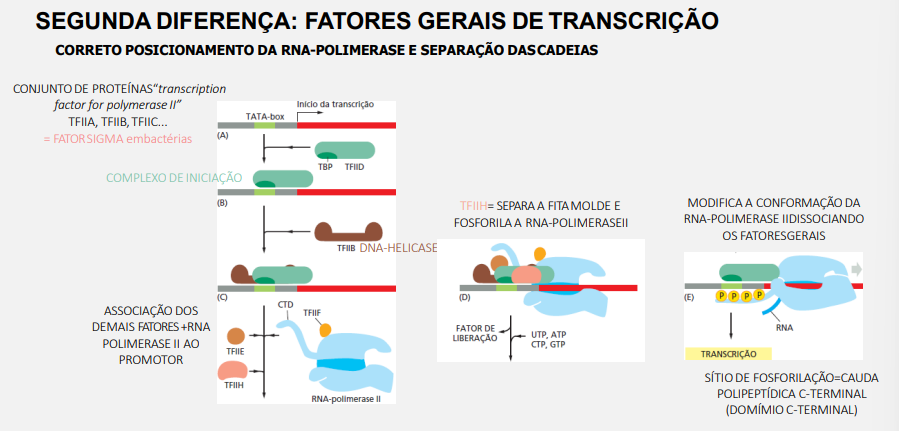 SEGUNDA DIFERENÇA: FATORES GERAIS DE TRANSCRIÇÃO
CORRETO POSICIONAMENTO DA RNA-POLIMERASE E SEPARAÇÃO DASCADEIAS
CONJUNTO DE PROTEÍNAS“transcription
factor for polymerase II”
TFIIA, TFIIB, TFIIC...
= FATOR SIGMA embactérias
COMPLEXO DE INICIAÇÃO
Início da transcrição
TATA-box
(A)
TBP TFIID
(B)
TFIIB
DNA-HELICASE
(C)
ASSOCIAÇÃO DOS
DEMAIS FATORES +RNA
POLIMERASE II AO
PROMOTOR
CTD
TFIIF
TFIIE
TFIIH
RNA-polimerase II
TFIIH= SEPARA A FITA MOLDE E
FOSFORILA A RNA-POLIMERASEII
(D)
FATOR DE
LIBERAÇÃO
UTP, ATP
CTP, GTP
MODIFICA A CONFORMAÇÃO DA
RNA-POLIMERASE IIDISSOCIANDO
OS FATORESGERAIS
(E)
P P P P
RNA
TRANSCRIÇÃO
SÍTIO DE FOSFORILAÇÃO=CAUDA
POLIPEPTÍDICA C-TERMINAL
(DOMÍMIO C-TERMINAL)